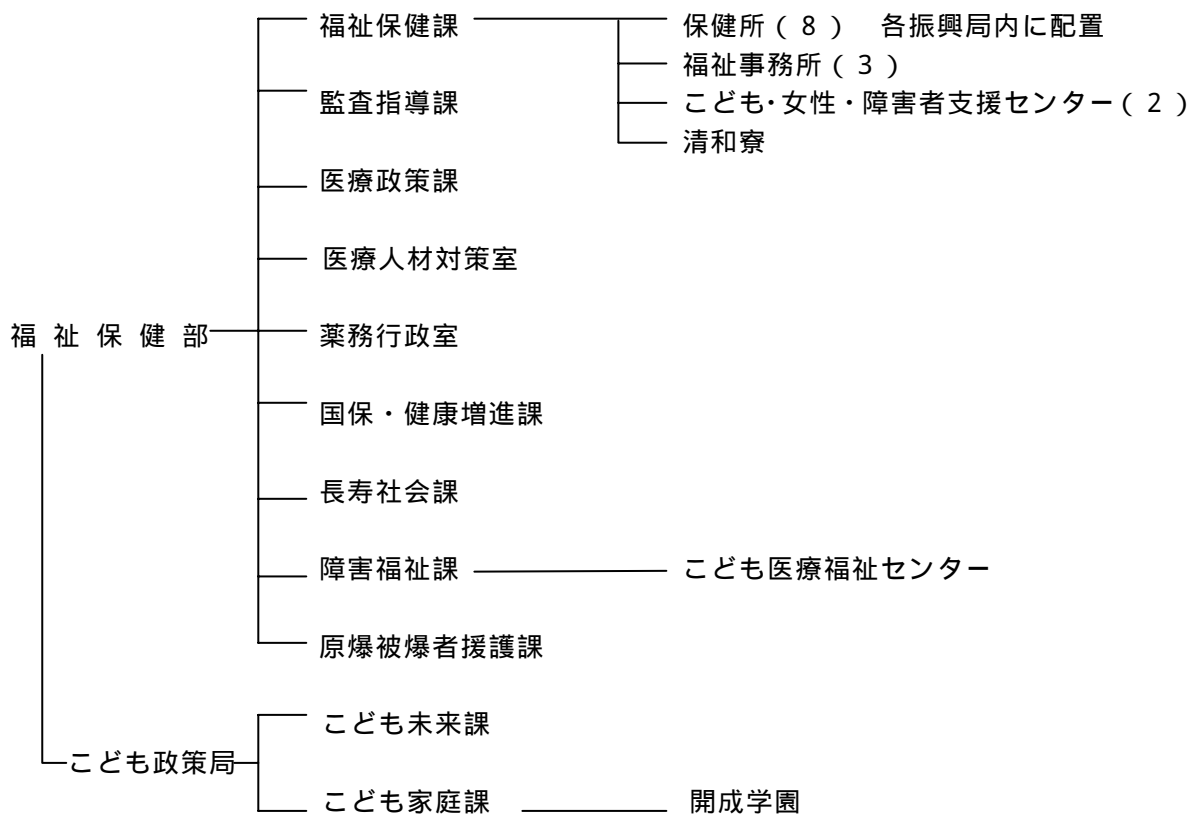 福祉保健課 保健所（８） 各振興局内に配置
福祉事務所（３）
監査指導課 こども・女性・障害者支援センター（２）
清和寮
医療政策課
医療人材対策室
福祉保健部 薬務行政室
国保・健康増進課
長寿社会課
障害福祉課 こども医療福祉センター
原爆被爆者援護課
こども未来課
こども政策局
こども家庭課 開成学園